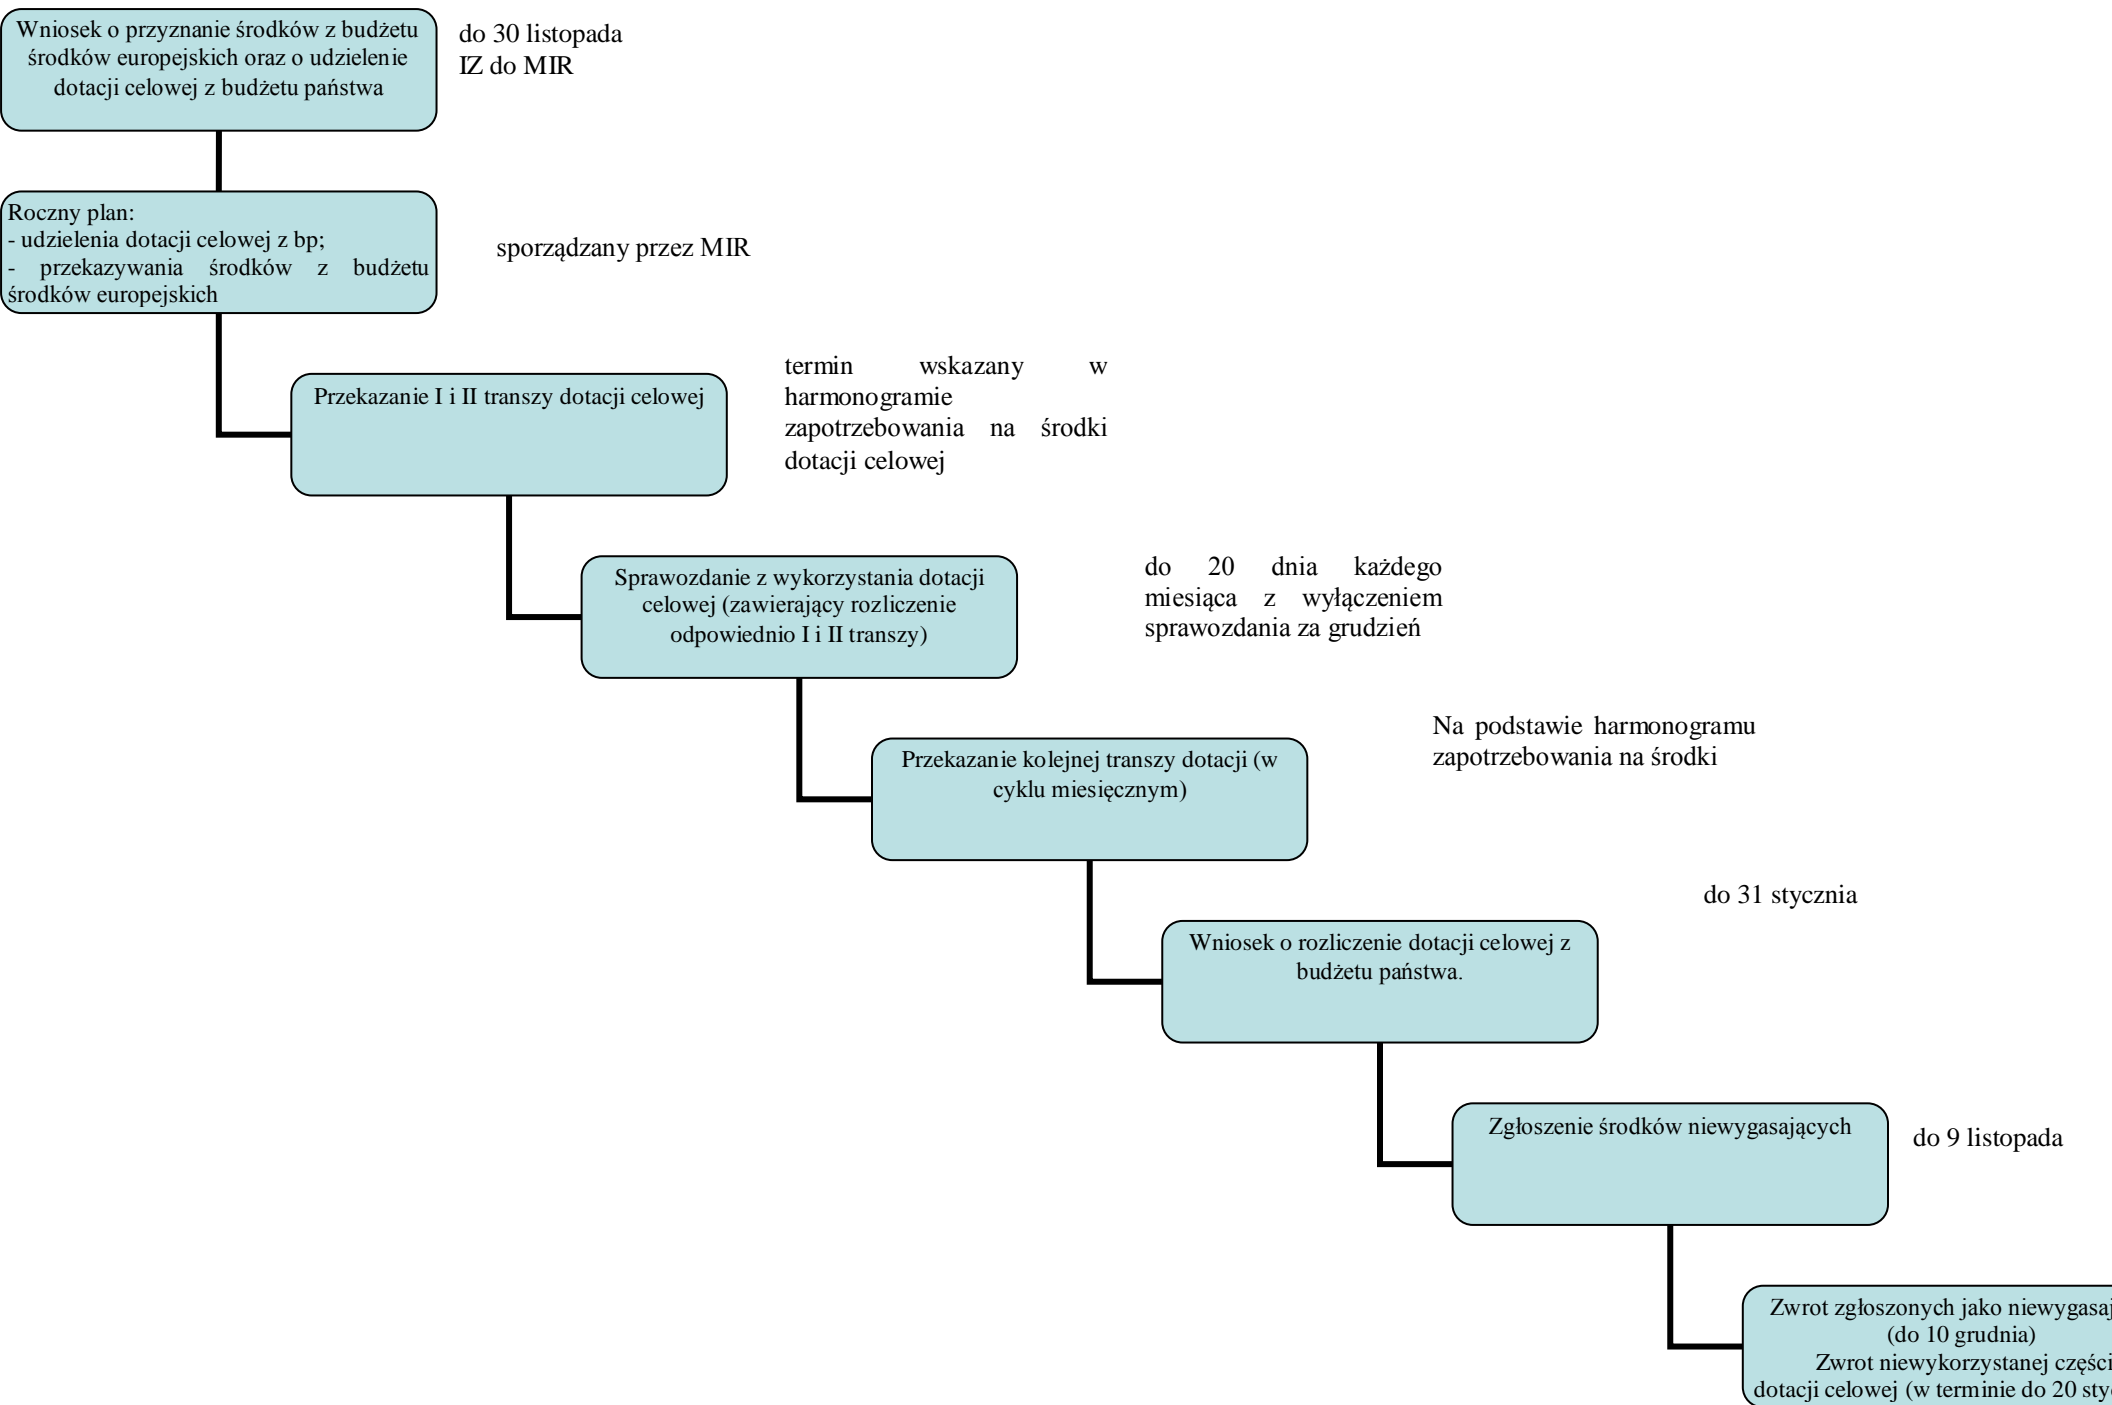 Wniosek o przyznanie środków z budżetu
środków europejskich oraz o udzielenie
dotacji celowej z budżetu państwa
do 30 listopada
IZ do MIR
Roczny plan:
- udzielenia dotacji celowej z bp;
- przekazywania środków z budżetu
środków europejskich
sporządzany przez MIR
Przekazanie I i II transzy dotacji celowej
termin wskazany w
harmonogramie
zapotrzebowania na środki
dotacji celowej
Sprawozdanie z wykorzystania dotacji
celowej (zawierający rozliczenie
odpowiednio I i II transzy)
do 20 dnia każdego
miesiąca z wyłączeniem
sprawozdania za grudzień
Przekazanie kolejnej transzy dotacji (w
cyklu miesięcznym)
Na podstawie harmonogramu
zapotrzebowania na środki
Wniosek o rozliczenie dotacji celowej z
budżetu państwa.
do 31 stycznia
Zgłoszenie środków niewygasających
do 9 listopada
Zwrot zgłoszonych jako
(do 10 grudnia)
Zwrot niewykorzystanej części
dotacji celowej (w terminie do 20